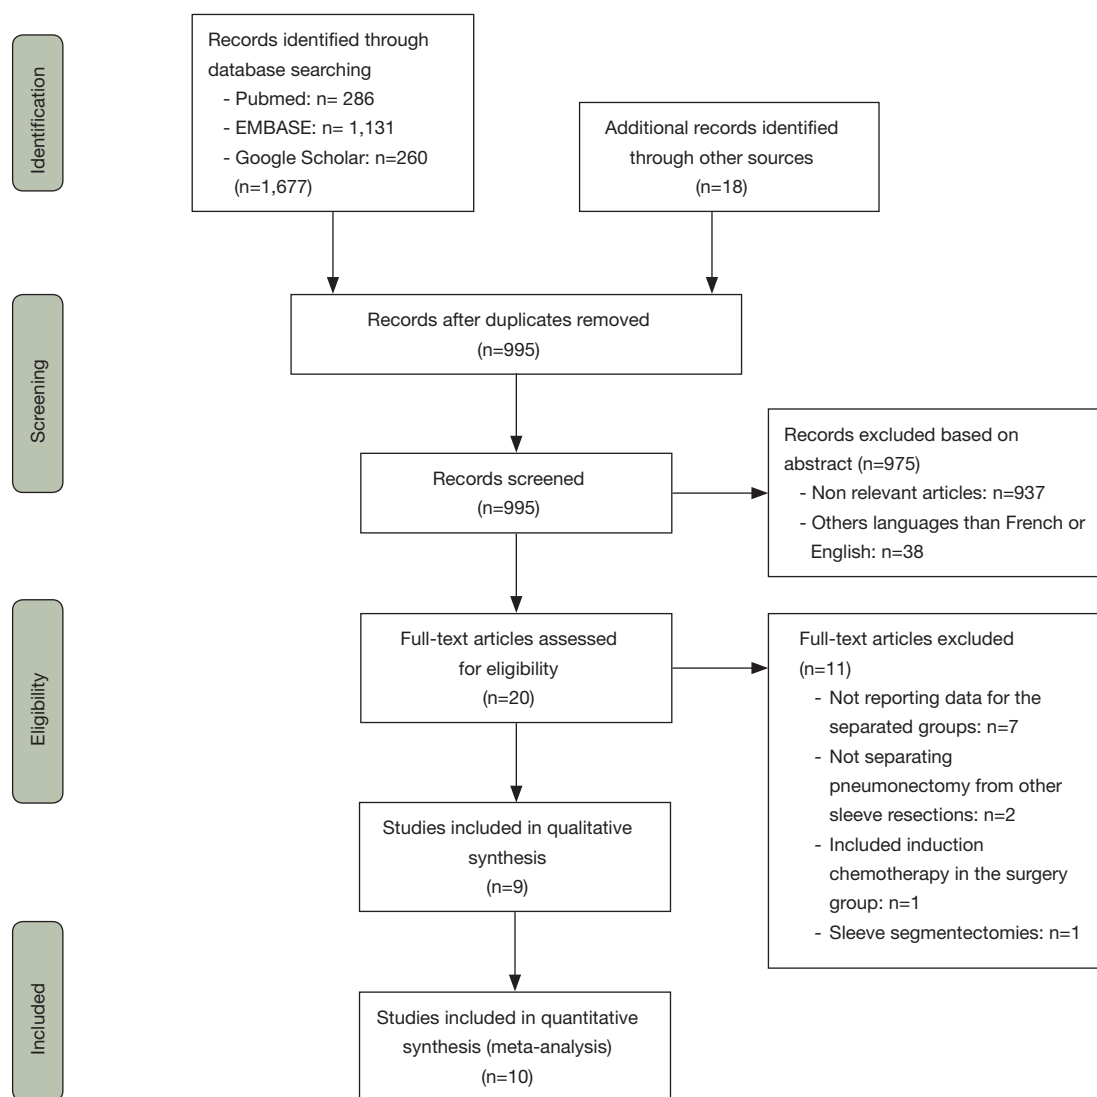 Identification
Records identified through
database searching
- Pubmed: n= 286
- EMBASE: n= 1,131
- Google Scholar: n=260
(n=1,677)
Additional records identified
through other sources
(n=18)
Screening
Records after duplicates removed
(n=995)
Records screened
(n=995)
Records excluded based on
abstract (n=975)
- Non relevant articles: n=937
- Others languages than French or
English: n=38
Eligibility
Full-text articles assessed
for eligibility
(n=20)
Full-text articles excluded
(n=11)
- Not reporting data for the
separated groups: n=7
- Not separating
pneumonectomy from other
sleeve resections: n=2
- Included induction
chemotherapy in the surgery
group: n=1
- Sleeve segmentectomies: n=1
Studies included in qualitative
synthesis
(n=9)
Included
Studies included in quantitative
synthesis (meta-analysis)
(n=10)